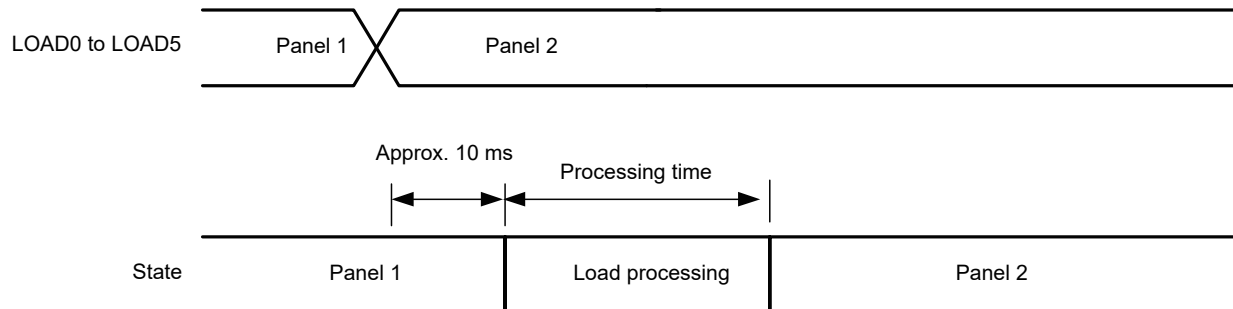 LOAD0 to LOAD5
Panel 1
Panel 2
Approx. 10 ms
Processing time
State
Panel 1
Load processing
Panel 2